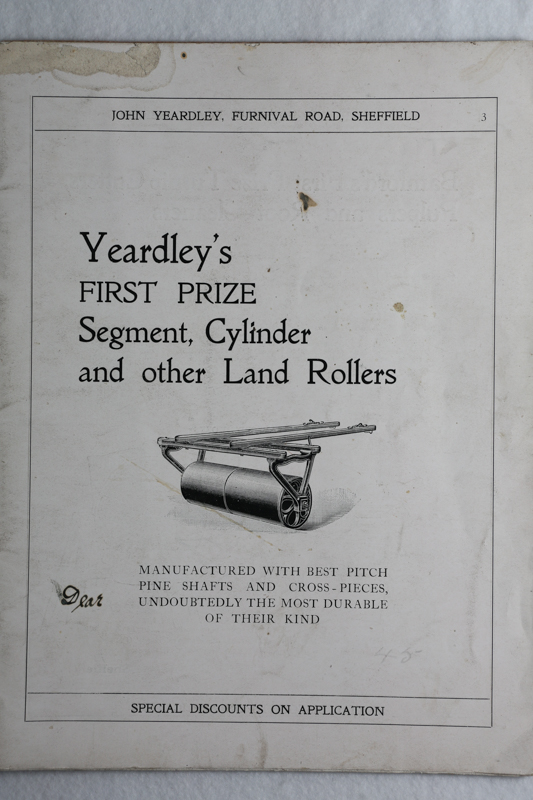 JOHN YEARDLEY, FURNIVAL ROAD, SHEFFIELD 3
Yeardley's
FIRST PRIZE
Segment, Cylinder
and other Land Rollers
MANUFACTURED WITH BEST PITCH
PINE SHAFTS AND CROSS-PIECES,
UNDOUBTEDLY THE MOST DURABLE
OF THEIR KIND
Dear
45
SPECIAL DISCOUNTS ON APPLICATION